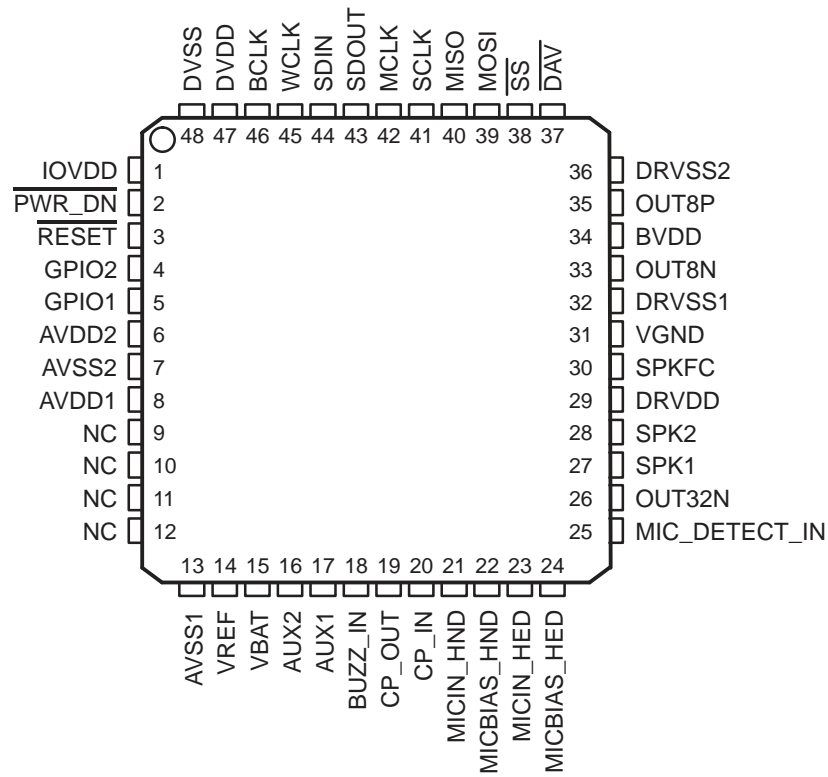 DVSS DVDD BCLK WCLK SDIN SDOUT MCLK SCLK MISO MOSI SS DAV
48 47 46 45 44 43 42 41 40 39 38 37
IOVDD 1 36 DRVSS2
PWR_DN 2 35 OUT8P
RESET 3 34 BVDD
GPIO2 4 33 OUT8N
GPIO1 5 32 DRVSS1
AVDD2 6 31 VGND
AVSS2 7 30 SPKFC
AVDD1 8 29 DRVDD
NC 9 28 SPK2
NC 10 27 SPK1
NC 11 26 OUT32N
NC 12 25 MIC_DETECT_IN
13 14 15 16 17 18 19 20 21 22 23 24
AVSS1 VREF VBAT AUX2 AUX1 BUZZ_IN CP_OUT CP_IN MICIN_HND MICBIAS_HND MICIN_HED MICBIAS_HED